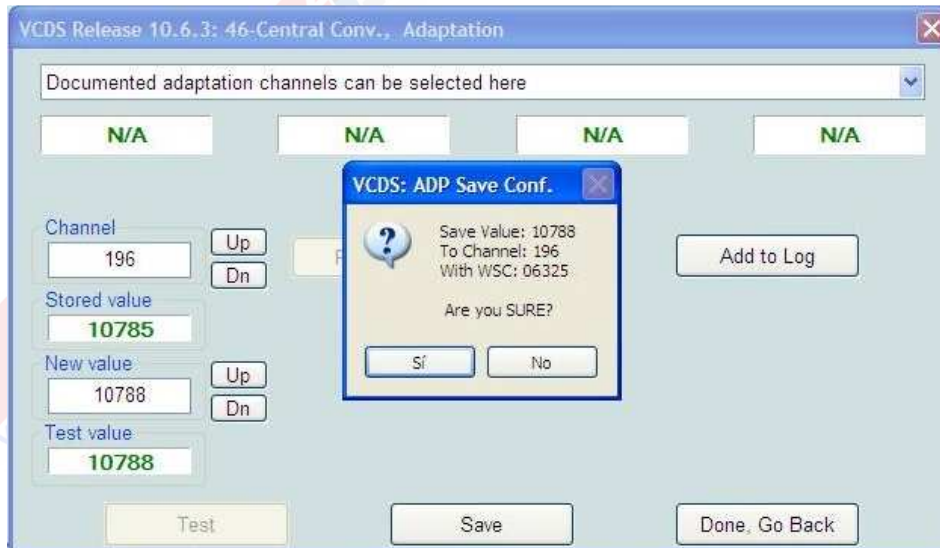 VCDS Release 10.6.3: 46-Central Conv., Adaptation
Documented adaptation channels can be selected here
N/A N/A N/A N/A
VCDS: ADP Save Conf.
Save Value: 10788
To Channel: 196
With WSC: 06325
Are you SURE?
Sí No
Channel
196
Up
Dn
Add to Log
Stored value
10785
New value
10788
Up
Dn
Test value
10788
Test Save Done, Go Back